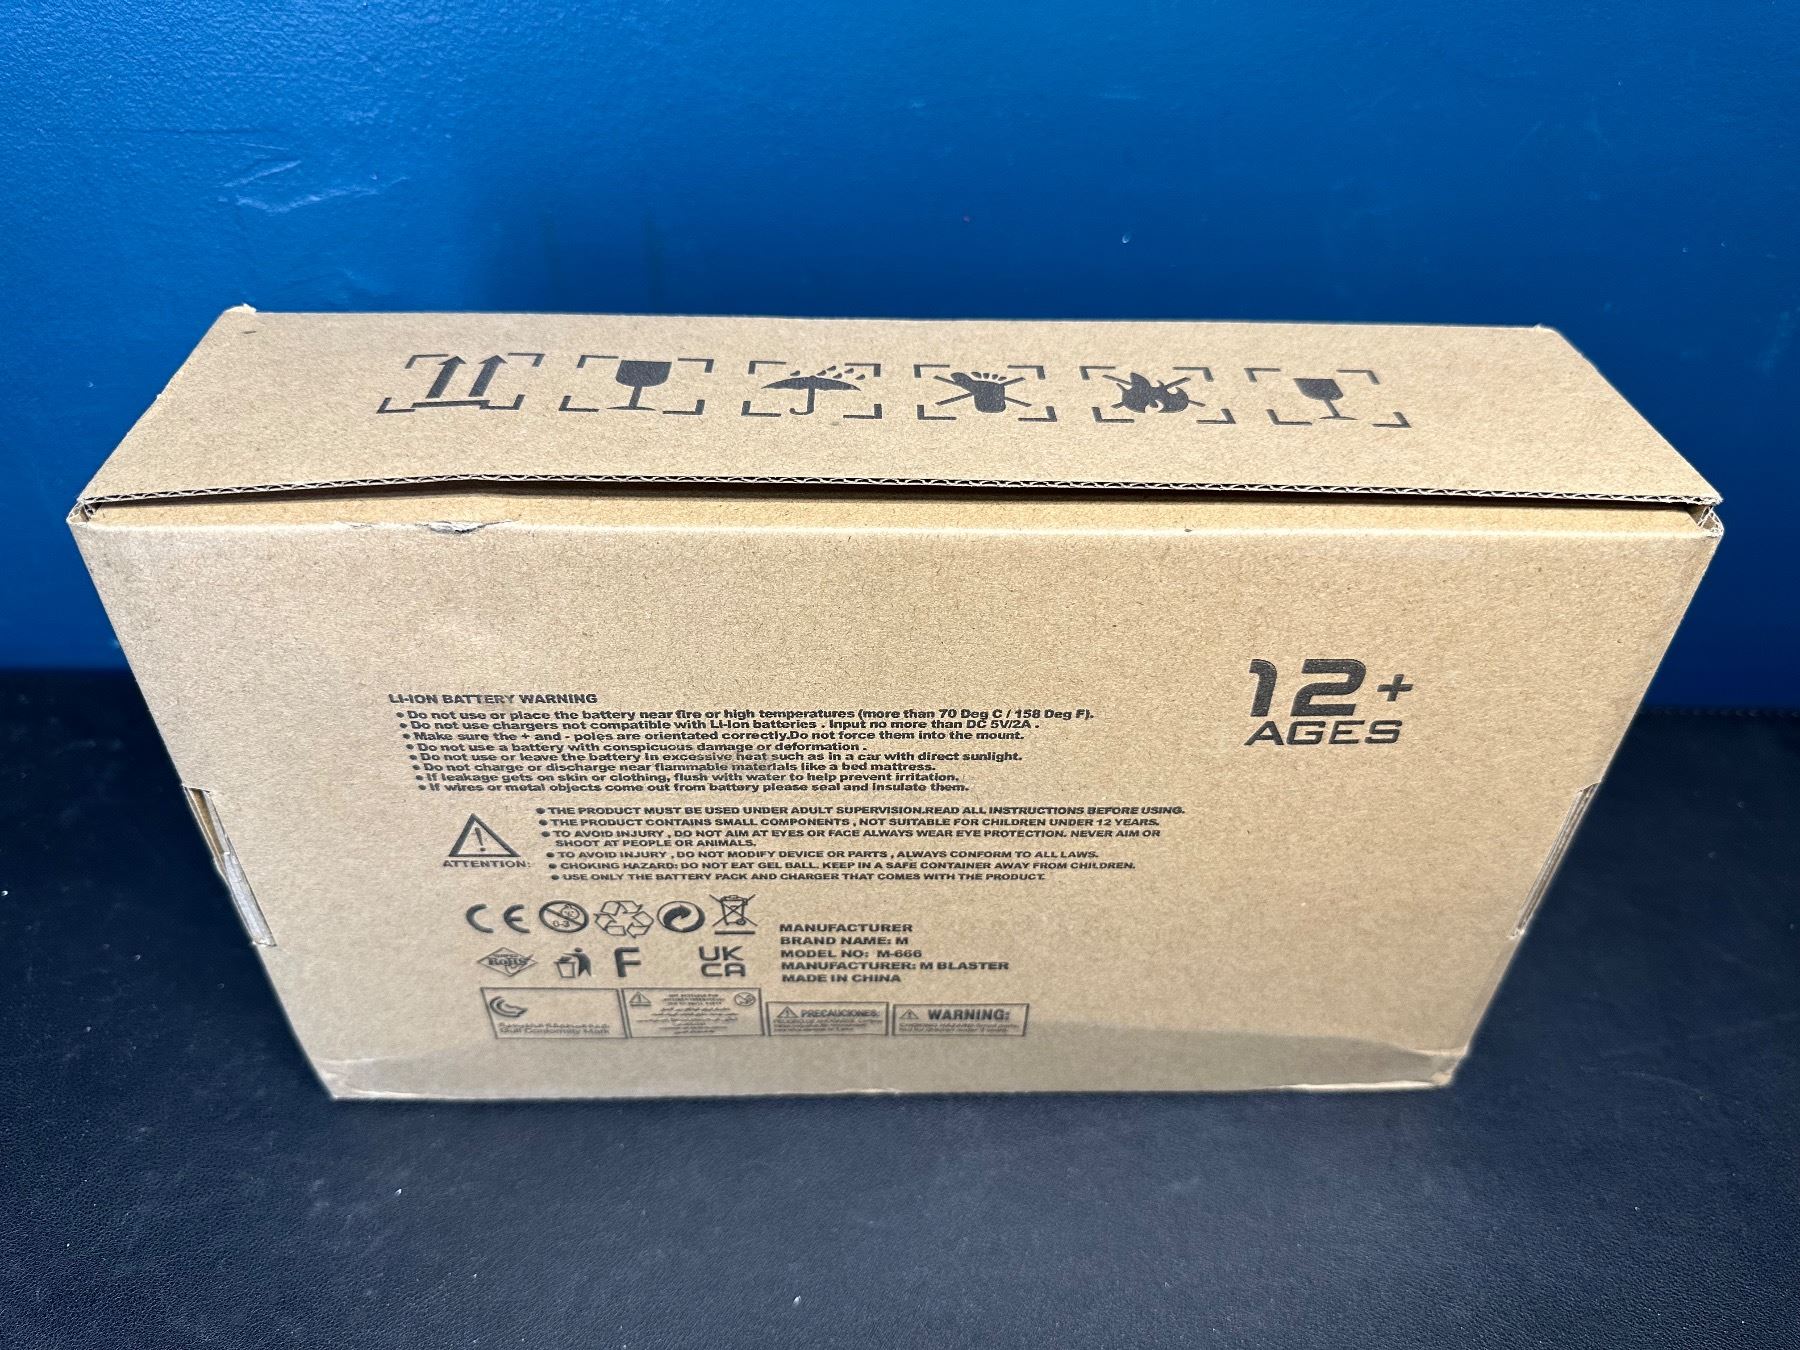 12+
AGES
LI-ION BATTERY WARNING
• Do not use or place the battery near fire or high temperatures (more than 70 Deg C / 158 Deg F).
• Do not use chargers not compatible with Li-Ion batteries . Input no more than DC 5V/2A .
• Make sure the + and - poles are orientated correctly.Do not force them into the mount.
• Do not use a battery with conspicuous damage or deformation .
• Do not use or leave the battery in excessive heat such as in a car with direct sunlight.
• Do not charge or discharge near flammable materials like a bed mattress.
• If leakage gets on skin or clothing, flush with water to help prevent irritation.
• If wires or metal objects come out from battery please seal and insulate them.
ATTENTION:
• THE PRODUCT MUST BE USED UNDER ADULT SUPERVISION.READ ALL INSTRUCTIONS BEFORE USING.
• THE PRODUCT CONTAINS SMALL COMPONENTS , NOT SUITABLE FOR CHILDREN UNDER 12 YEARS.
• TO AVOID INJURY , DO NOT AIM AT EYES OR FACE ALWAYS WEAR EYE PROTECTION. NEVER AIM OR
SHOOT AT PEOPLE OR ANIMALS.
• TO AVOID INJURY , DO NOT MODIFY DEVICE OR PARTS , ALWAYS CONFORM TO ALL LAWS.
• CHOKING HAZARD: DO NOT EAT GEL BALL. KEEP IN A SAFE CONTAINER AWAY FROM CHILDREN.
• USE ONLY THE BATTERY PACK AND CHARGER THAT COMES WITH THE PRODUCT.
CE
0-3
RoHS
F
UK
CA
MANUFACTURER
BRAND NAME: M
MODEL NO: M-666
MANUFACTURER: M BLASTER
MADE IN CHINA
Gulf Conformity Mark
PRECAUCIONES:
WARNING: